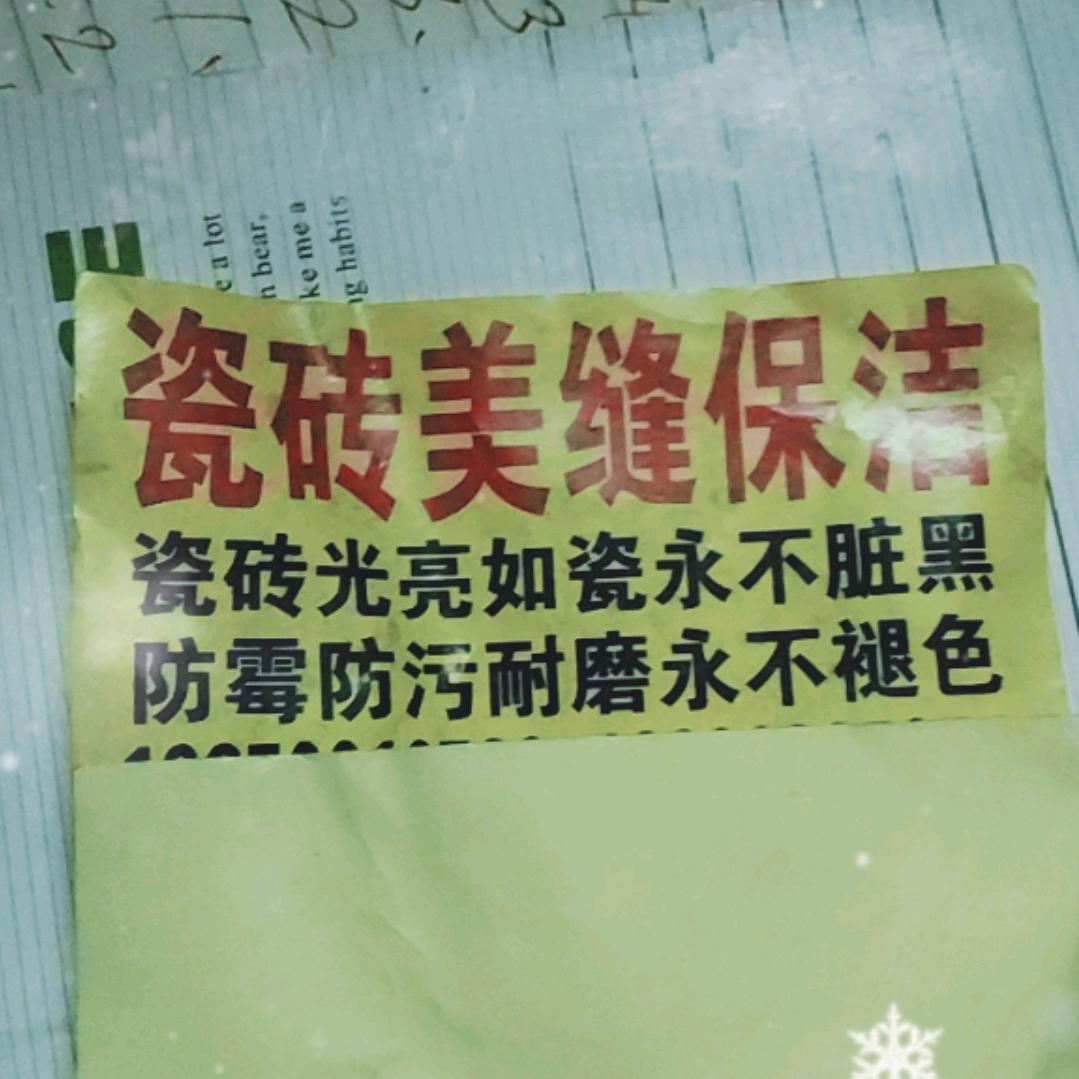 e a lot
n bear,
ke me a
ng habits
瓷砖美缝保洁
瓷砖光亮如瓷永不脏黑
防霉防污耐磨永不褪色